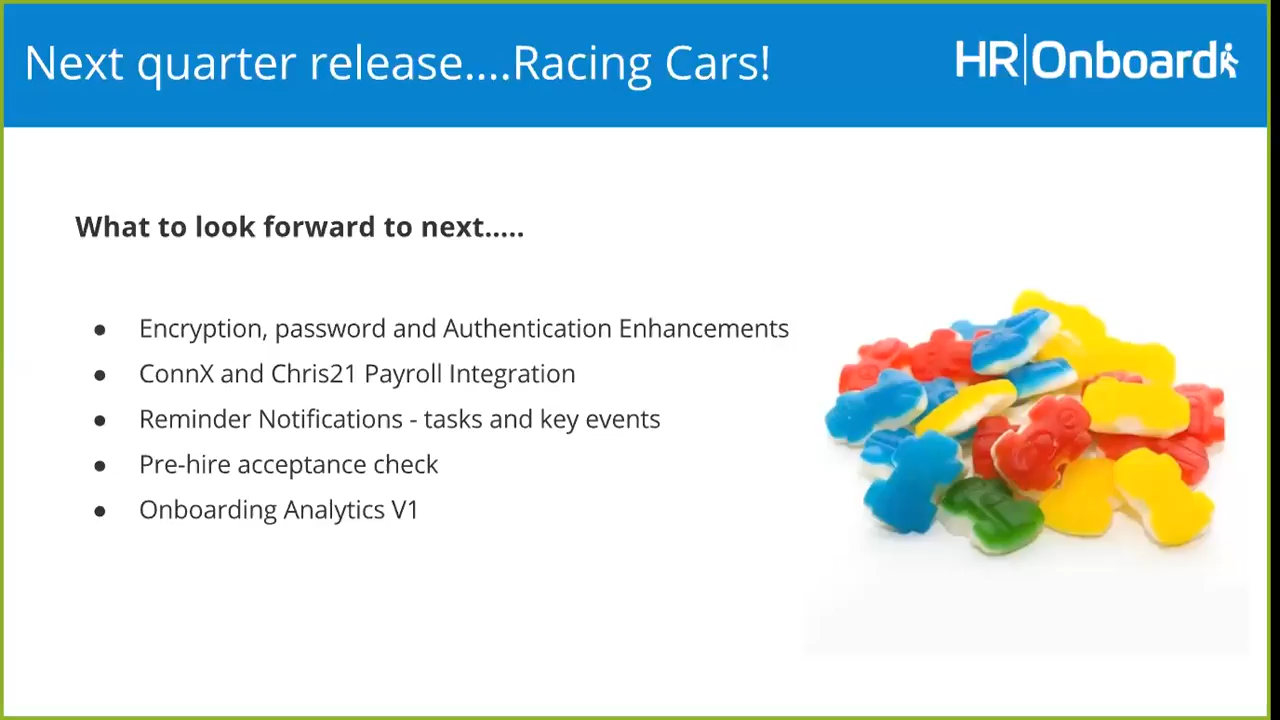 Next quarter release....Racing Cars!
HR|Onboard
What to look forward to next.....
● Encryption, password and Authentication Enhancements
● ConnX and Chris21 Payroll Integration
● Reminder Notifications - tasks and key events
● Pre-hire acceptance check
● Onboarding Analytics V1